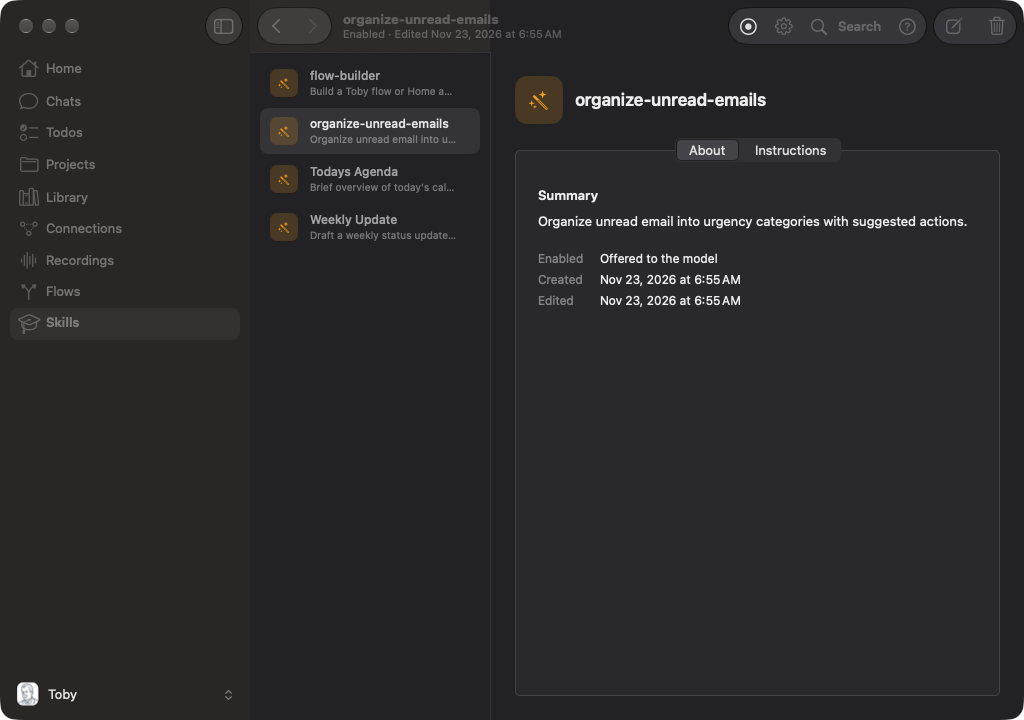 organize-unread-emails
Enabled · Edited Nov 23, 2026 at 6:55 AM
Search
Home
Chats
Todos
Projects
Library
Connections
Recordings
Flows
Skills
Toby
flow-builder
Build a Toby flow or Home a...
organize-unread-emails
Organize unread email into u...
Todays Agenda
Brief overview of today's cal...
Weekly Update
Draft a weekly status update...
organize-unread-emails
About
Instructions
Summary
Organize unread email into urgency categories with suggested actions.
Enabled Offered to the model
Created Nov 23, 2026 at 6:55 AM
Edited Nov 23, 2026 at 6:55 AM